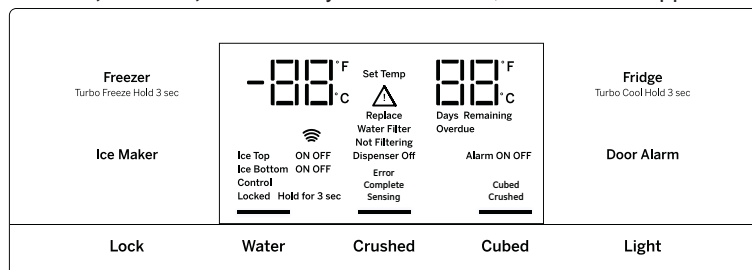 Freezer
Turbo Freeze Hold 3 sec
Ice Maker
-88 °F °C
Set Temp
88 °F °C
Replace
Water Filter
Not Filtering
Dispenser Off
Days Remaining
Overdue
Ice Top ON OFF
Ice Bottom ON OFF
Control
Locked Hold for 3 sec
Error
Complete
Sensing
Alarm ON OFF
Cubed
Crushed
Fridge
Turbo Cool Hold 3 sec
Door Alarm
Lock Water Crushed Cubed Light